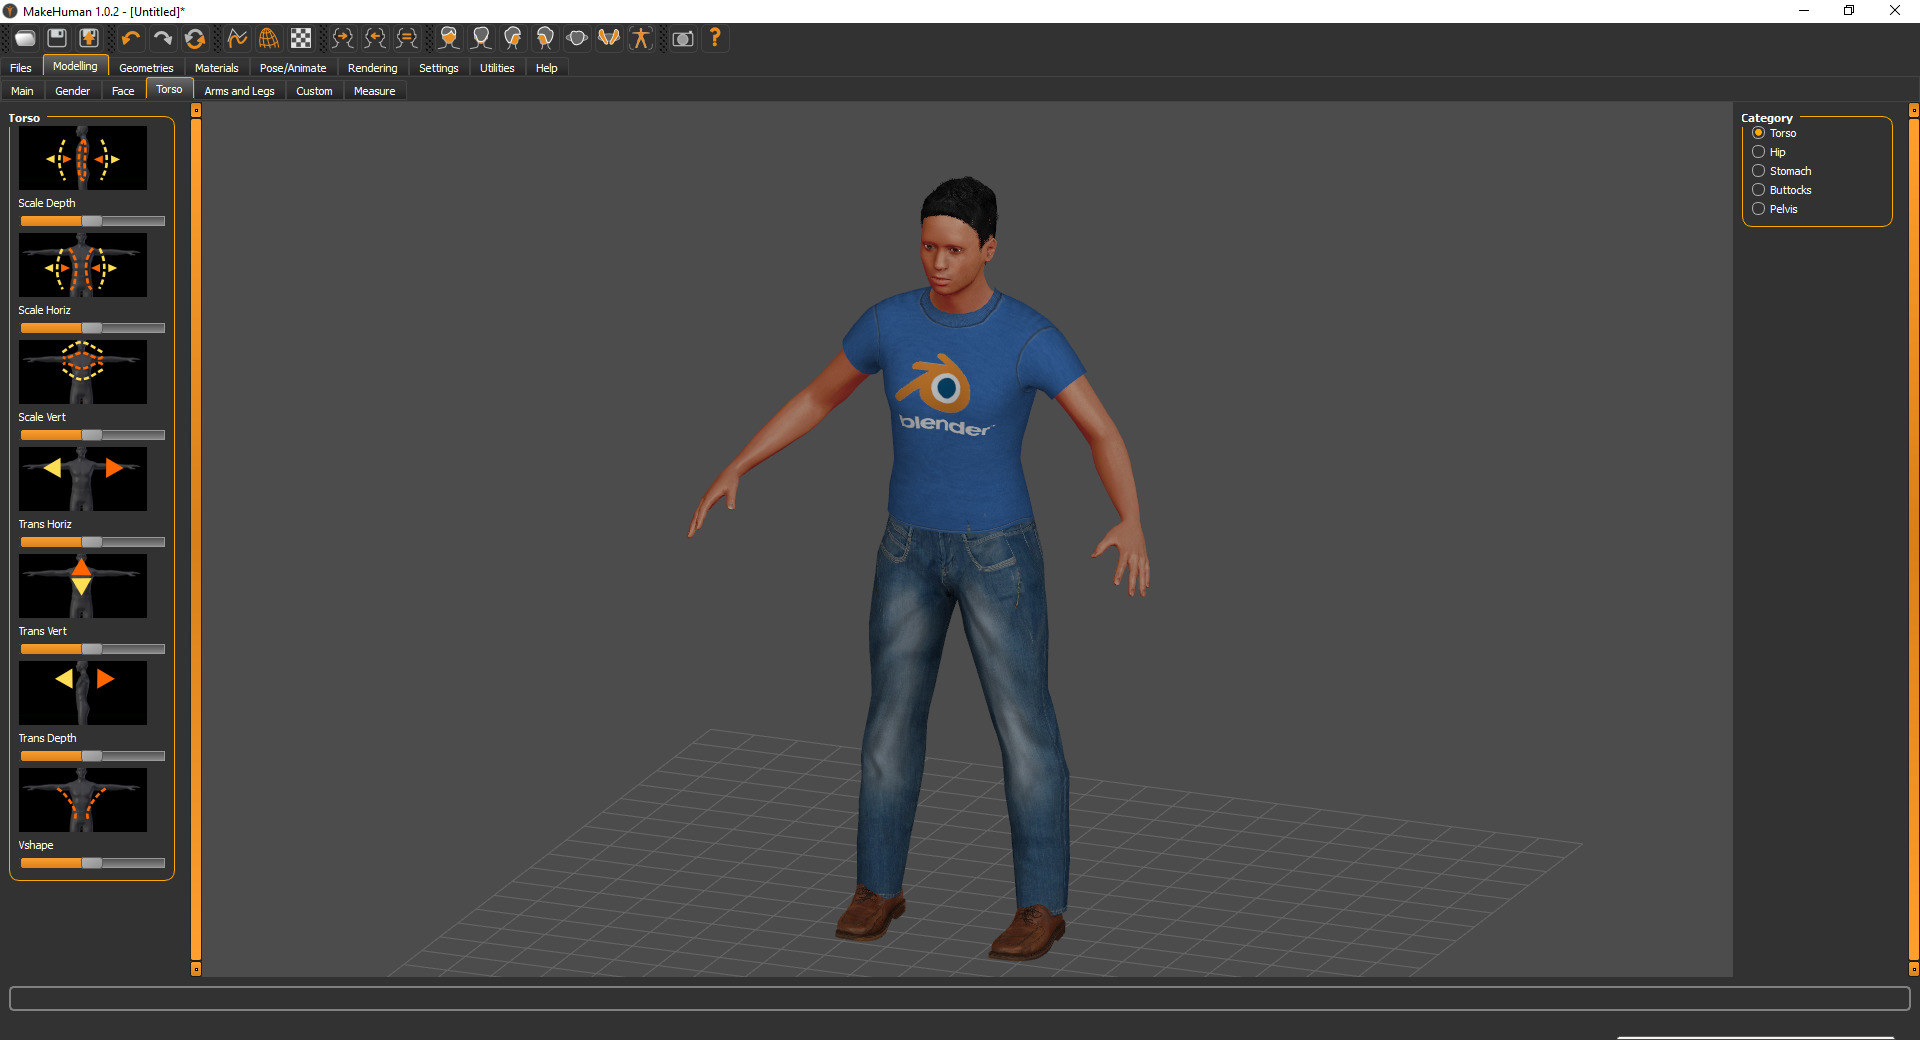 MakeHuman 1.0.2 - [Untitled]*
Files Modelling Geometries Materials Pose/Animate Rendering Settings Utilities Help
Main Gender Face Torso Arms and Legs Custom Measure
Torso
Scale Depth
Scale Horiz
Scale Vert
Trans Horiz
Trans Vert
Trans Depth
Vshape
blender™
Category
Torso
Hip
Stomach
Buttocks
Pelvis